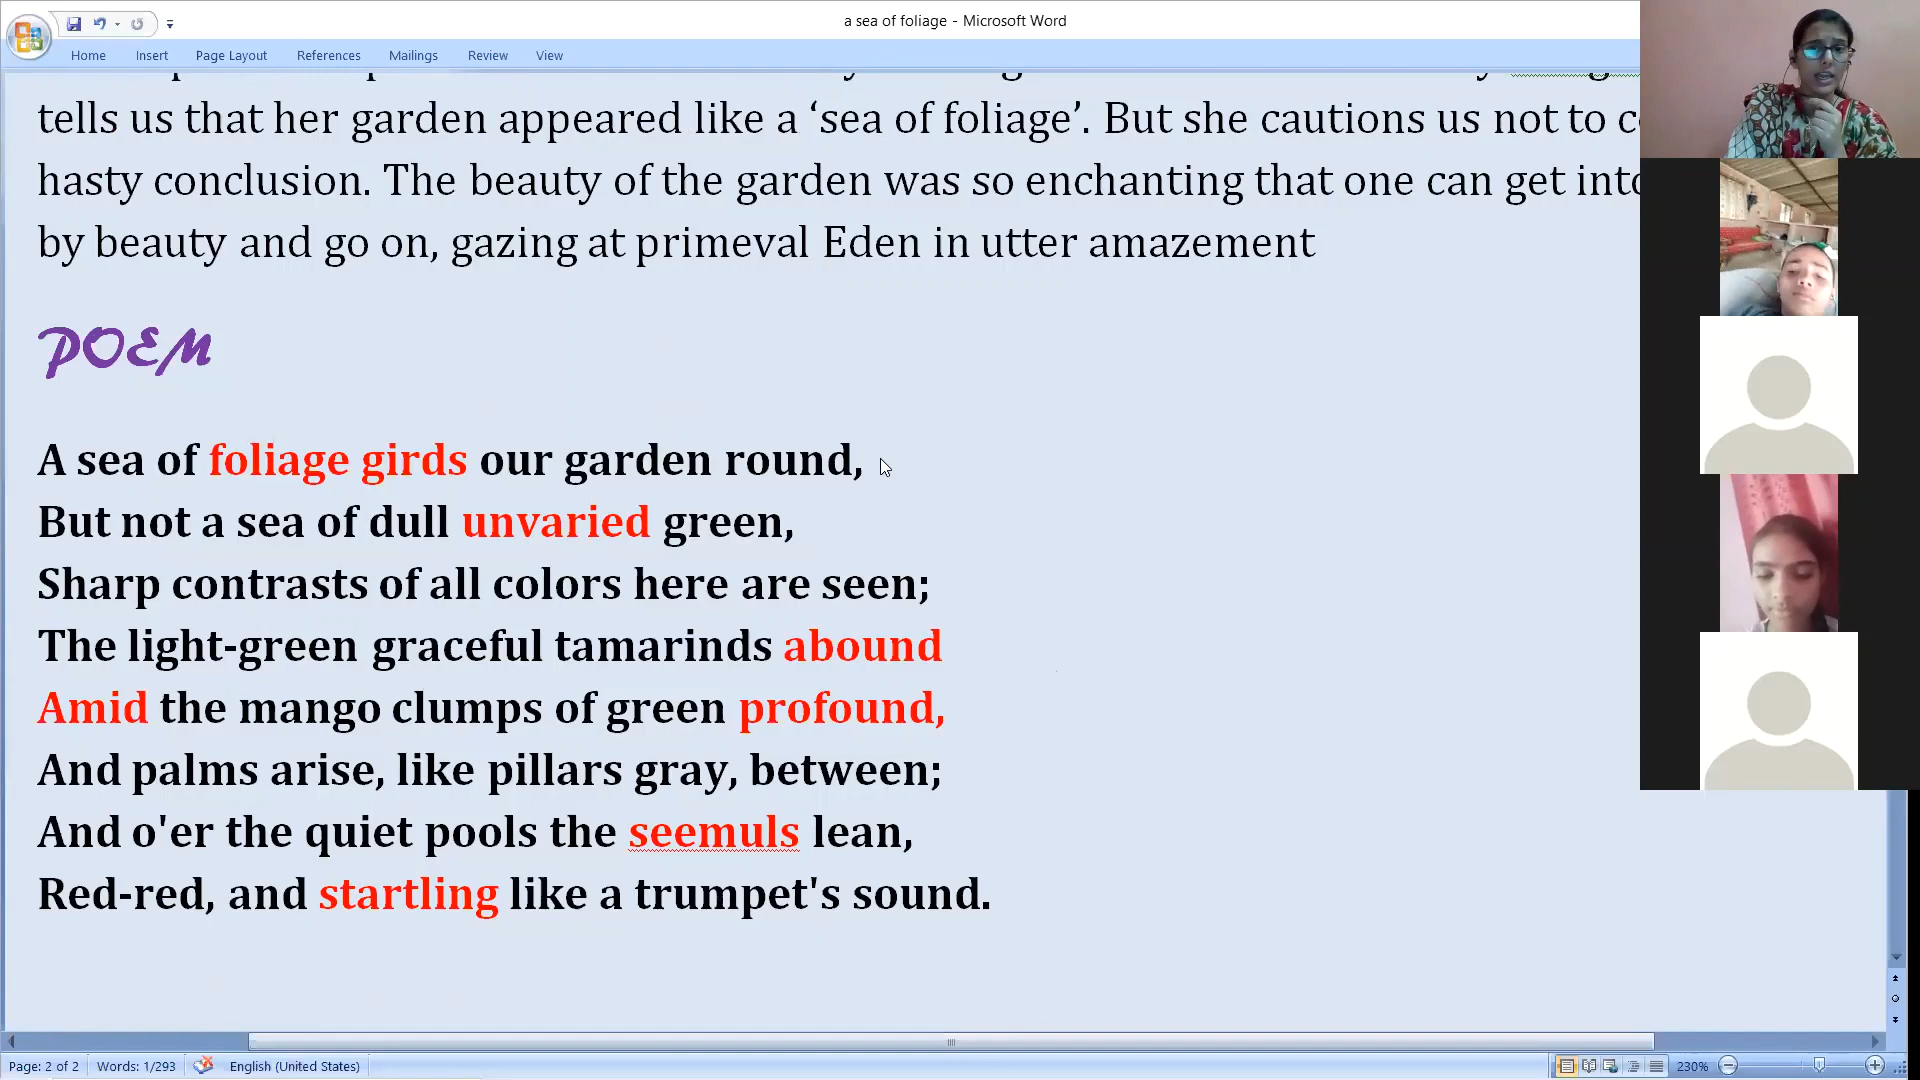 a sea of foliage - Microsoft Word
Home Insert Page Layout References Mailings Review View
tells us that her garden appeared like a ‘sea of foliage’. But she cautions us not to
hasty conclusion. The beauty of the garden was so enchanting that one can get into
by beauty and go on, gazing at primeval Eden in utter amazement
POEM
A sea of foliage girds our garden round,
But not a sea of dull unvaried green,
Sharp contrasts of all colors here are seen;
The light-green graceful tamarinds abound
Amid the mango clumps of green profound,
And palms arise, like pillars gray, between;
And o'er the quiet pools the seemuls lean,
Red-red, and startling like a trumpet's sound.
Page: 2 of 2 Words: 1/293 English (United States) 230%